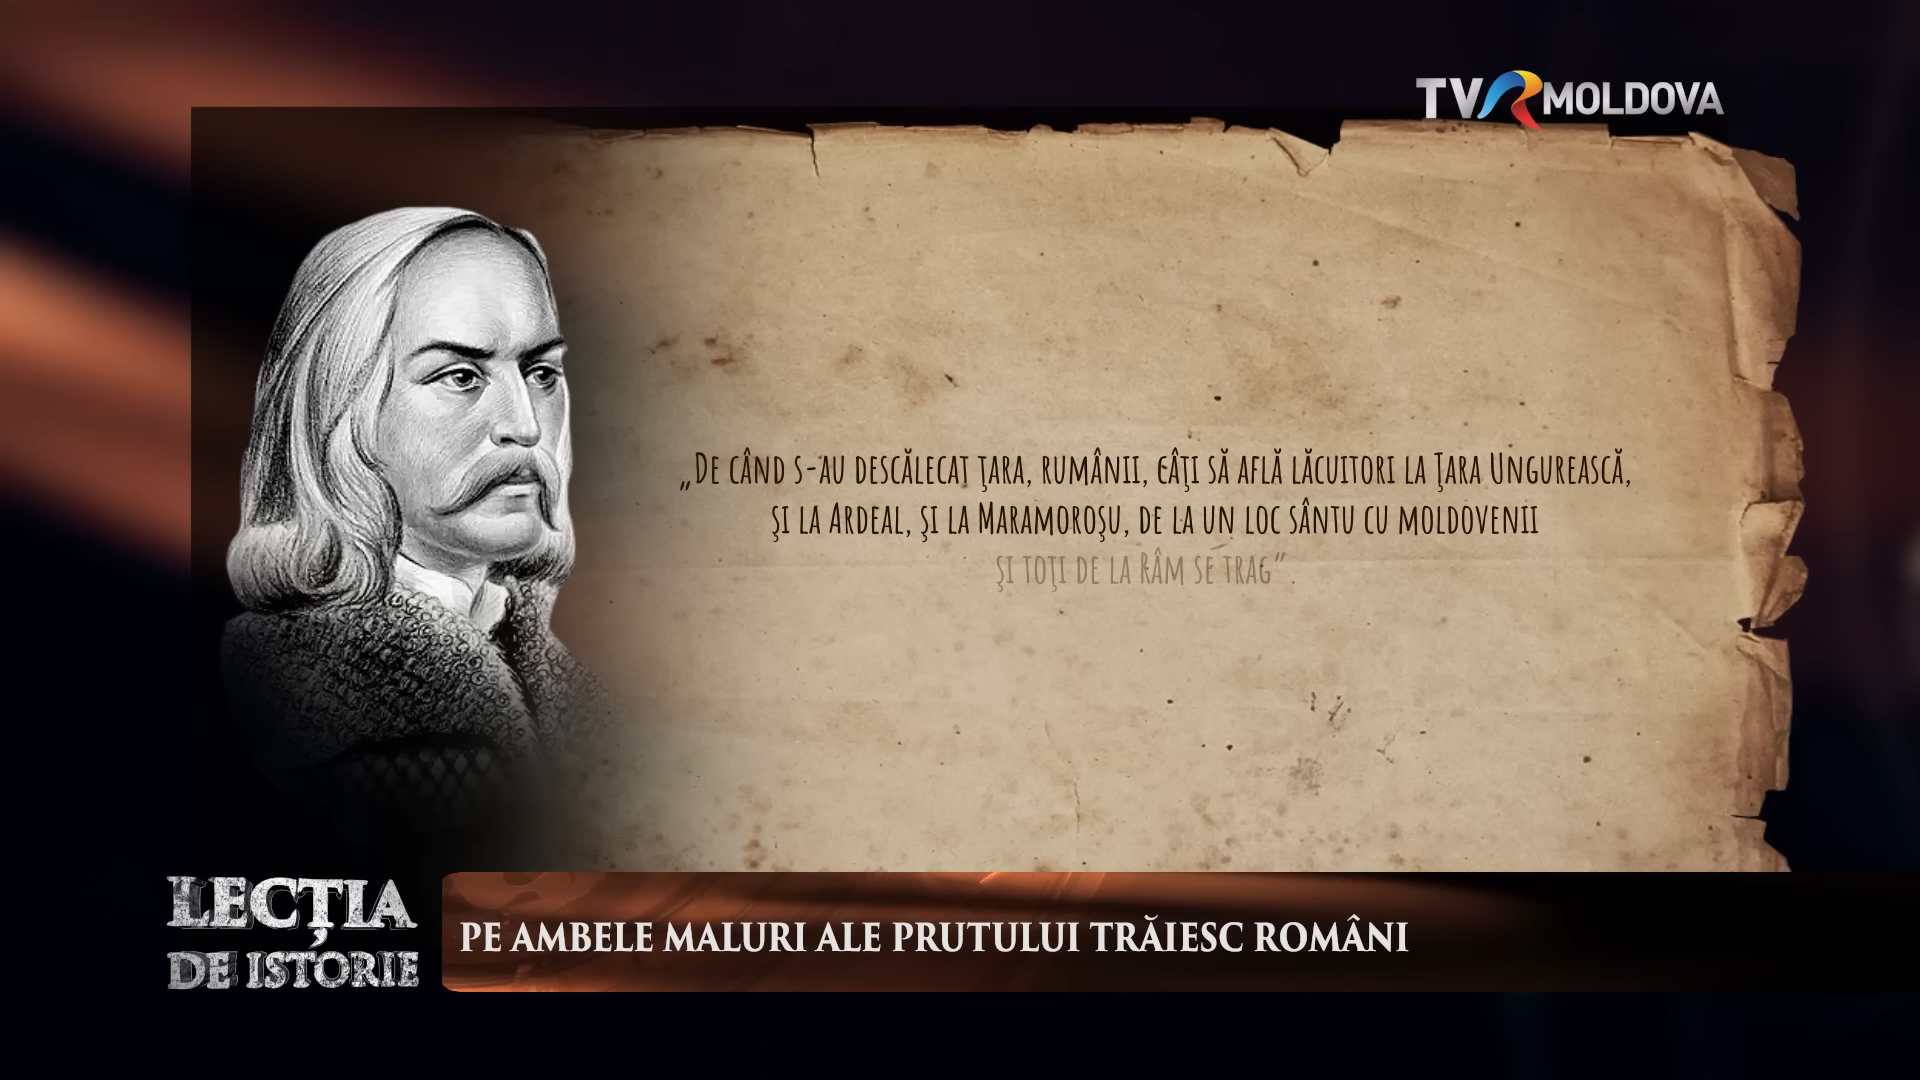 TVR MOLDOVA
„De când s-au descălecat ţara, rumânii, câţi să află lăcuitori la Ţara Ungurească,
şi la Ardeal, şi la Maramoroşu, de la un loc sântu cu moldovenii
şi toţi de la Râm se trag”.
LECȚIA
DE ISTORIE
PE AMBELE MALURI ALE PRUTULUI TRĂIESC ROMÂNI